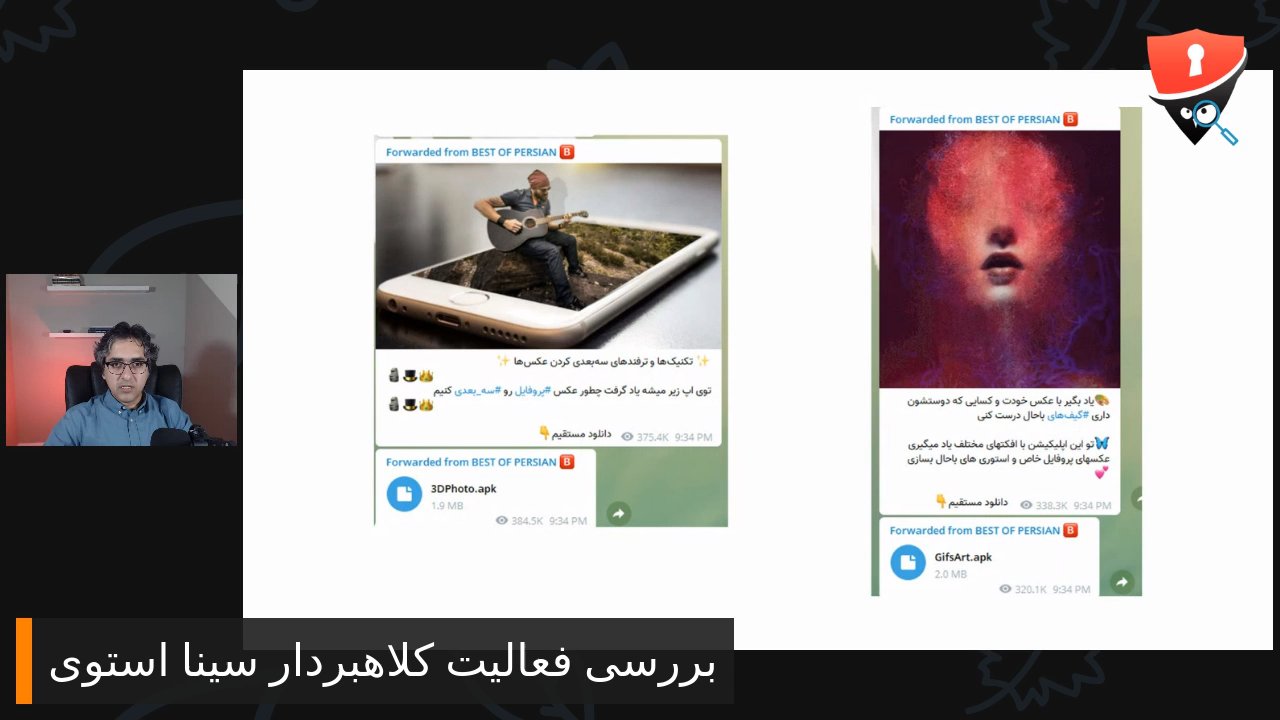 Forwarded from BEST OF PERSIAN B
✨ تکنیک‌ها و ترفندهای سه‌بعدی کردن عکس‌ها ✨
توی اپ زیر میشه یاد گرفت چطور عکس #پروفایل رو #سه_بعدی کنیم
دانلود مستقیم👇
375.4K 9:34 PM
Forwarded from BEST OF PERSIAN B
3DPhoto.apk
1.9 MB
384.5K 9:34 PM
Forwarded from BEST OF PERSIAN B
🎨یاد بگیر با عکس خودت و کسایی که دوستشون
داری #گیف‌های باحال درست کنی
🦋تو این اپلیکیشن با افکتهای مختلف یاد میگیری
عکسهای پروفایل خاص و استوری های باحال بسازی
💕
دانلود مستقیم👇
338.3K 9:34 PM
Forwarded from BEST OF PERSIAN B
GifsArt.apk
2.0 MB
320.1K 9:34 PM
بررسی فعالیت کلاهبردار سینا استوی